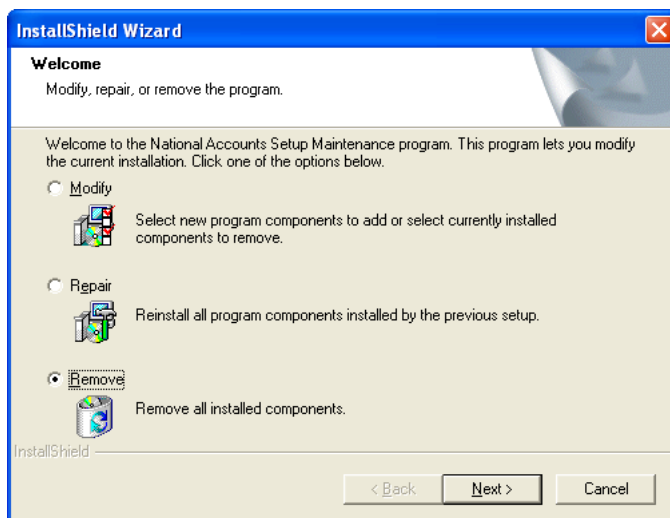 InstallShield Wizard
Welcome
Modify, repair, or remove the program.
Welcome to the National Accounts Setup Maintenance program. This program lets you modify
the current installation. Click one of the options below.
Modify
Select new program components to add or select currently installed
components to remove.
Repair
Reinstall all program components installed by the previous setup.
Remove
Remove all installed components.
InstallShield
< Back
Next >
Cancel